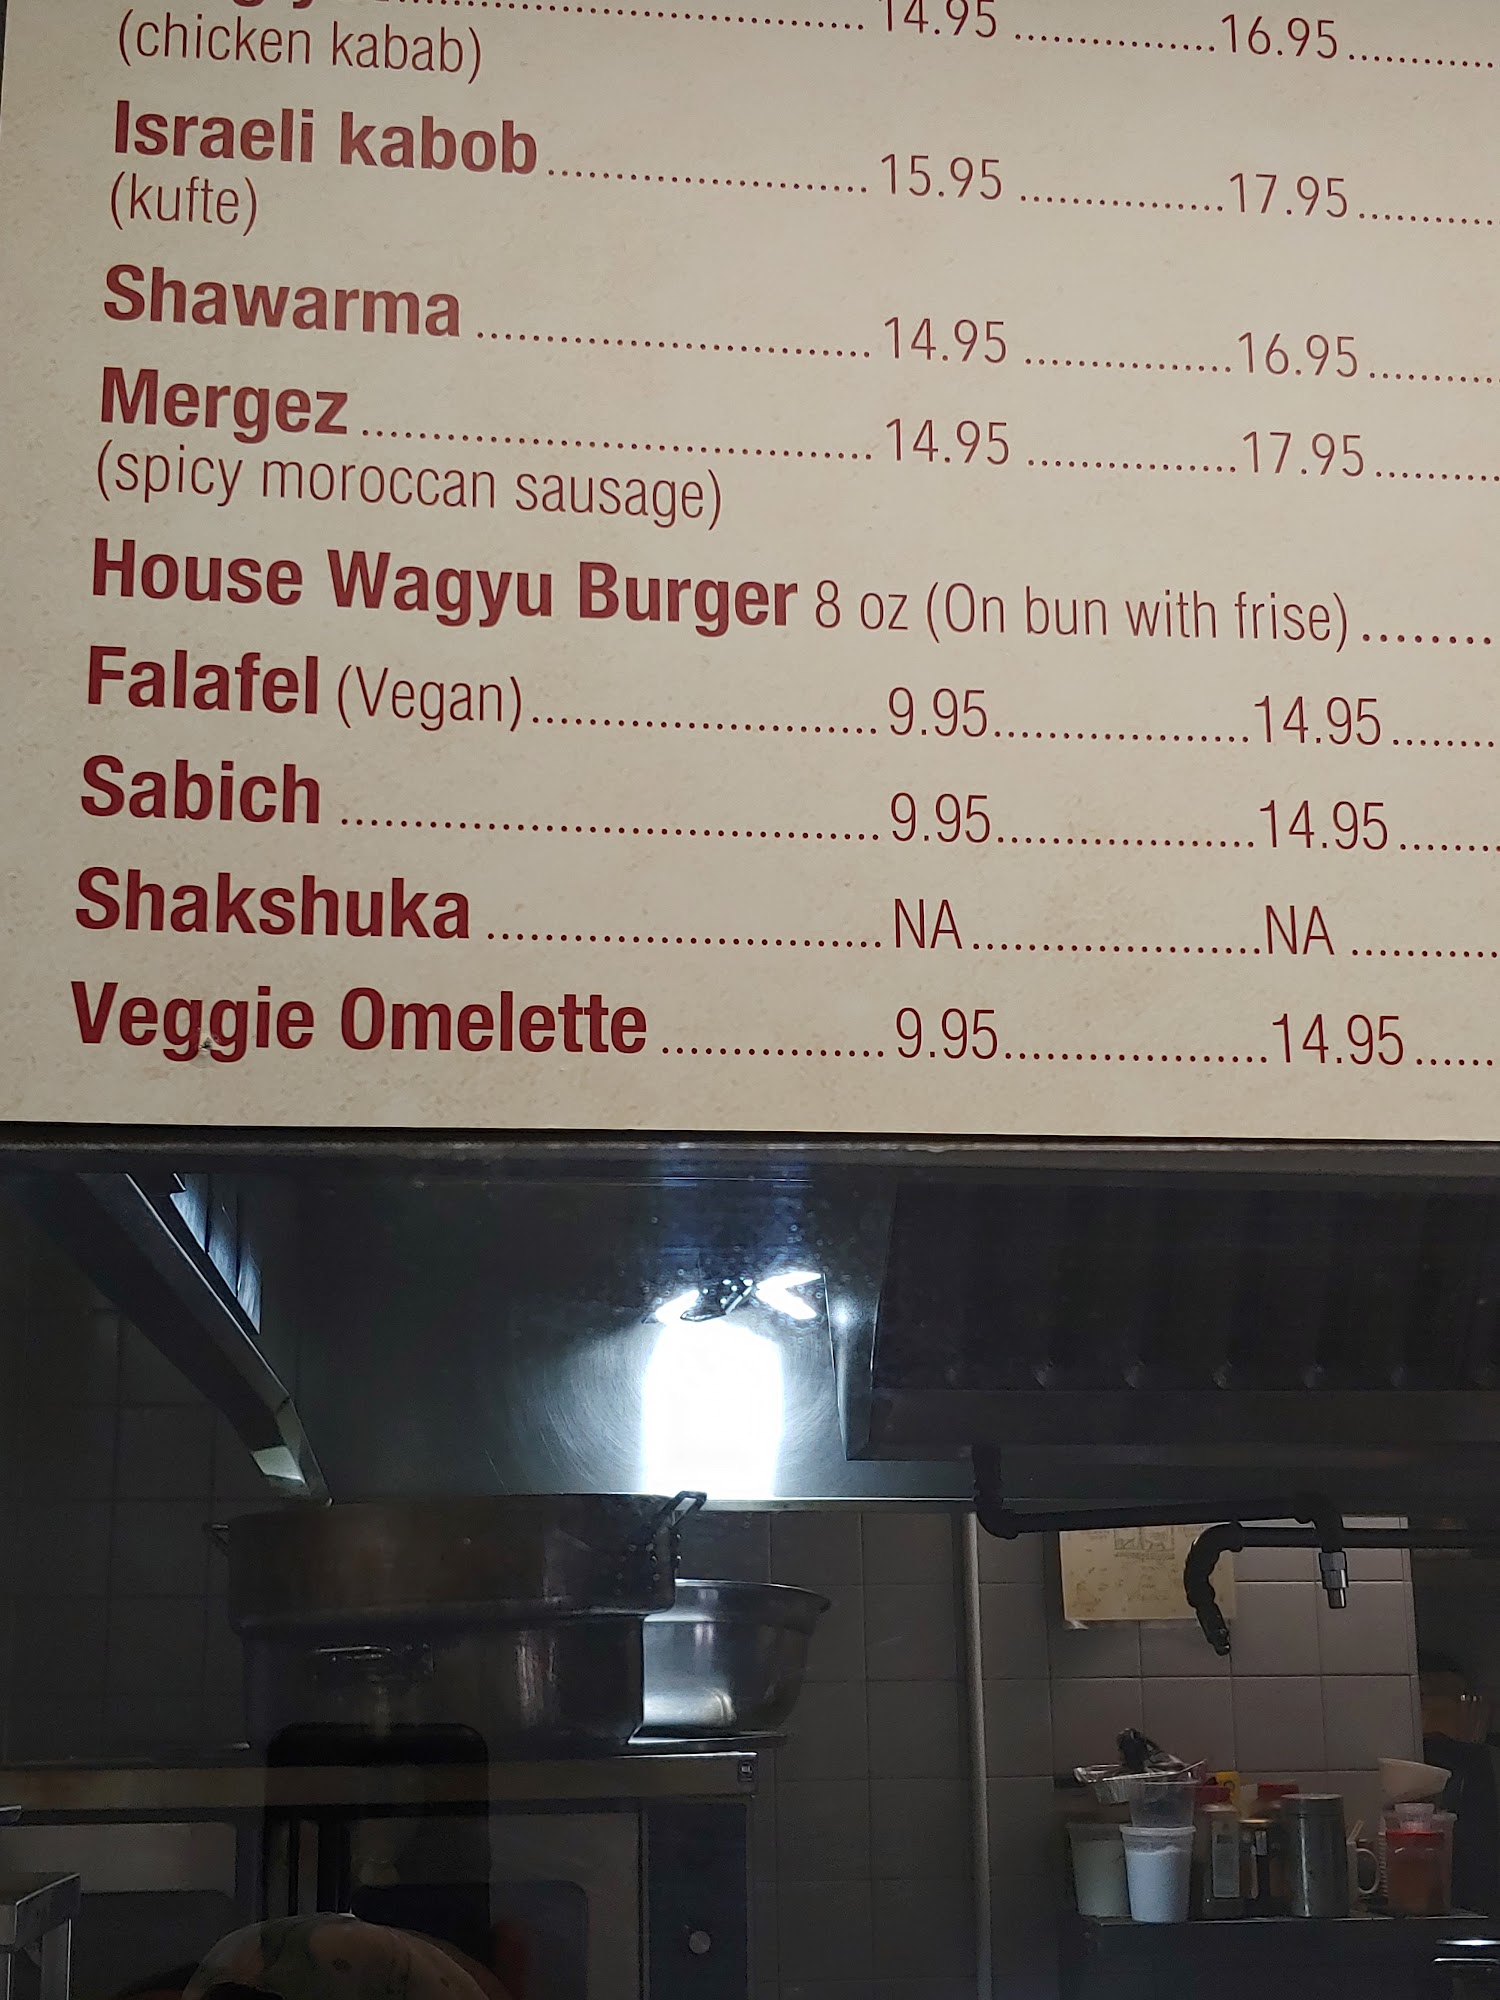 14.95 ............... 16.95 ............
(chicken kabab)
Israeli kabob ...................... 15.95 ............... 17.95 ..........
(kufte)
Shawarma ........................... 14.95 ............... 16.95 .........
Mergez ................................... 14.95 ............... 17.95 .........
(spicy moroccan sausage)
House Wagyu Burger 8 oz (On bun with frise) ........
Falafel (Vegan) ........................ 9.95 .................. 14.95 .......
Sabich ..................................... 9.95 .................. 14.95 .......
Shakshuka ........................... NA .................... NA ..........
Veggie Omelette ................ 9.95 ................... 14.95 ......